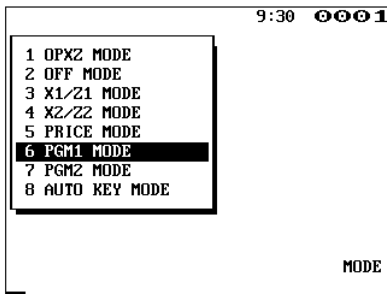 9:30 0001
1 OPXZ MODE
2 OFF MODE
3 X1/Z1 MODE
4 X2/Z2 MODE
5 PRICE MODE
6 PGM1 MODE
7 PGM2 MODE
8 AUTO KEY MODE
MODE